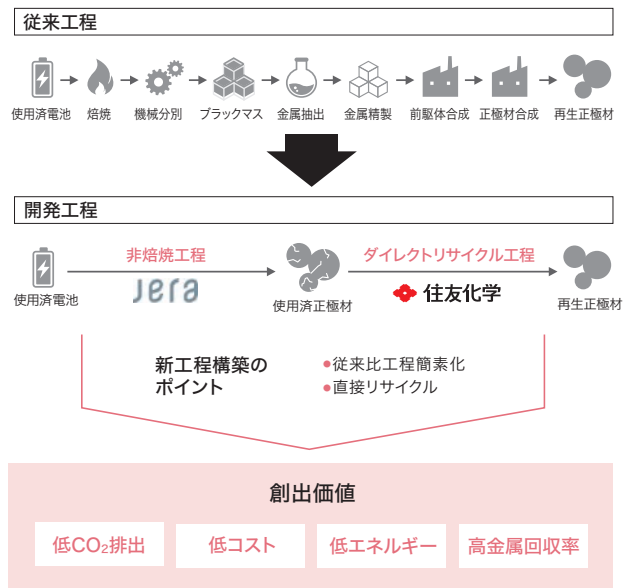 従来工程
使用済電池 焙焼 機械分別 ブラックマス 金属抽出 金属精製 前駆体合成 正極材合成 再生正極材
開発工程
非焙焼工程 ダイレクトリサイクル工程
Jera 住友化学
使用済電池 使用済正極材 再生正極材
新工程構築の
ポイント
●従来比工程簡素化
●直接リサイクル
創出価値
低CO₂排出 低コスト 低エネルギー 高金属回収率